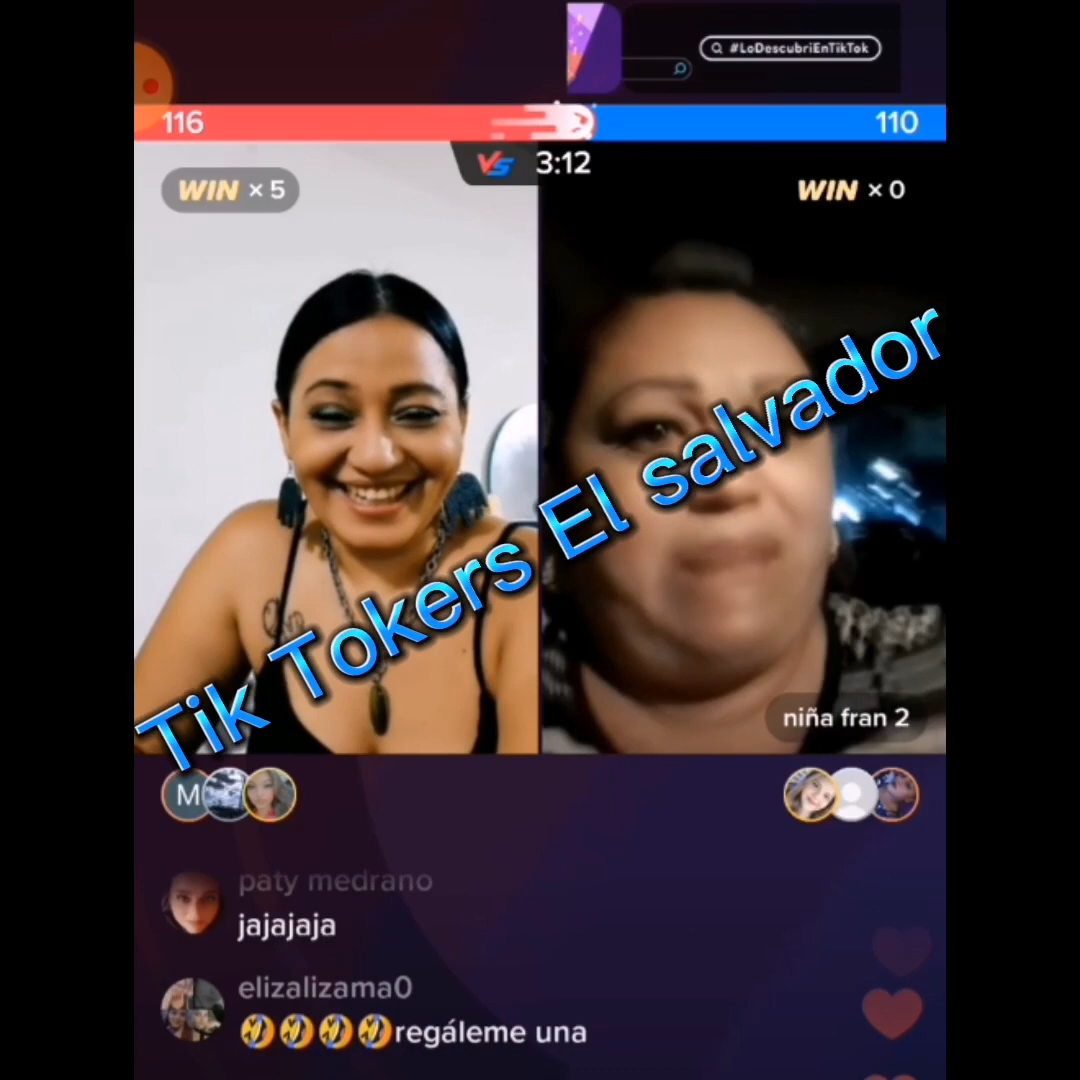 #LoDescubriEnTikTok
116
110
VS
3:12
WIN × 5
WIN × 0
Tik Tokers El salvador
niña fran 2
M
paty medrano
jajajaja
elizalizama0
🤣🤣🤣🤣regáleme una